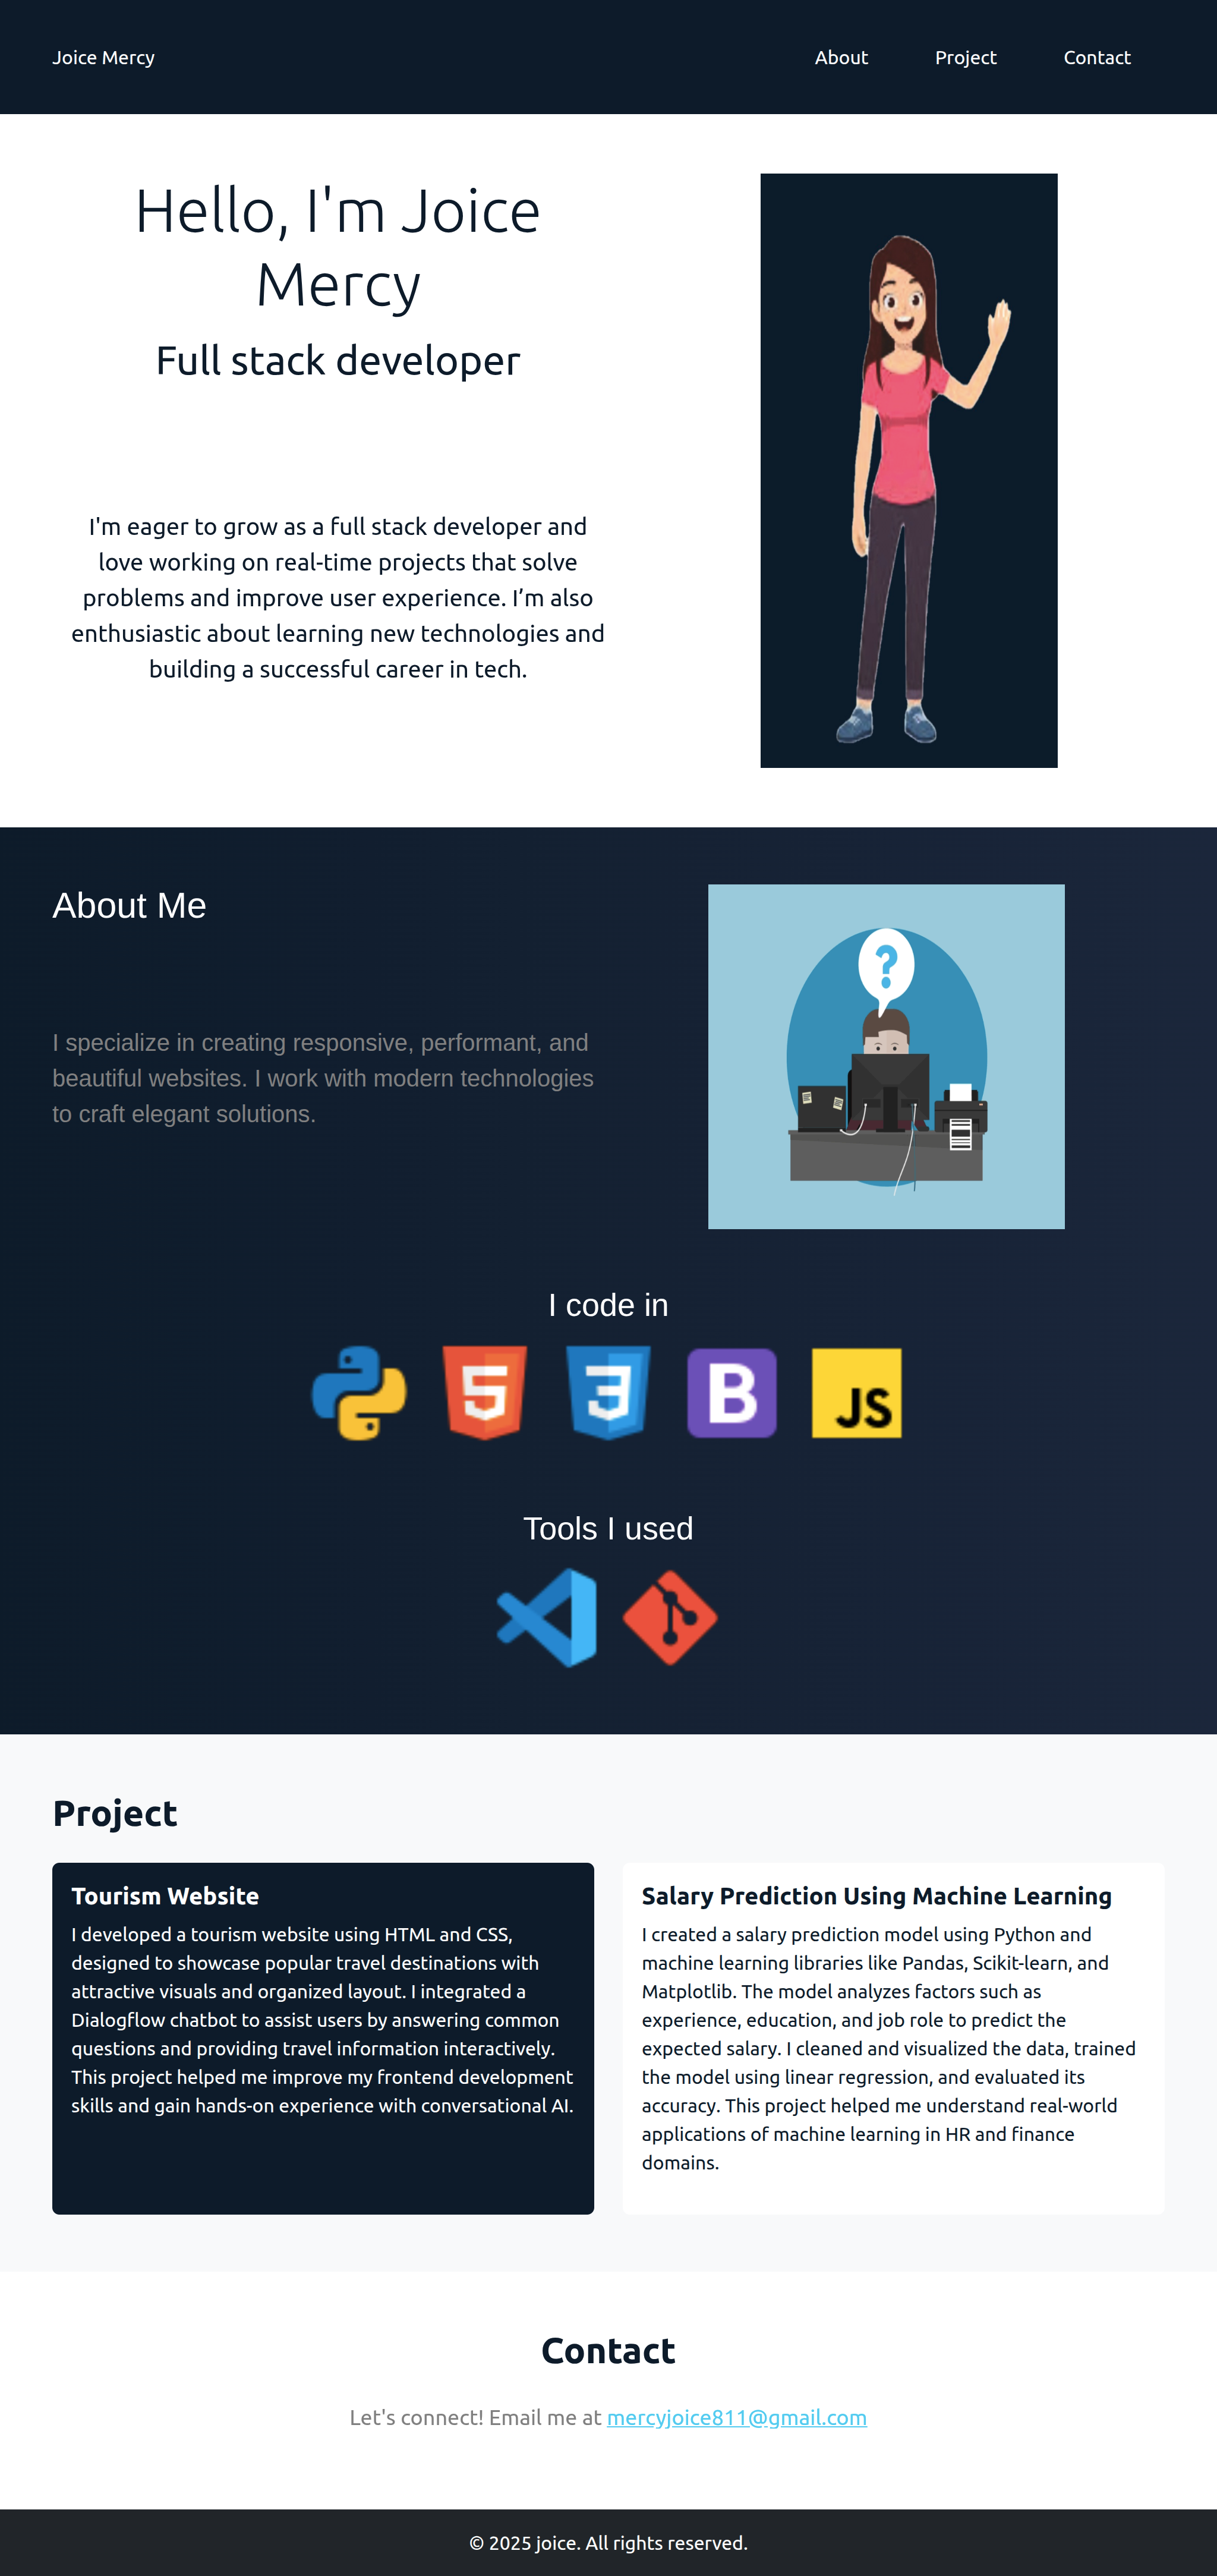 Joice Mercy
About
Project
Contact
Hello, I'm Joice
Mercy
Full stack developer
I'm eager to grow as a full stack developer and
love working on real-time projects that solve
problems and improve user experience. I’m also
enthusiastic about learning new technologies and
building a successful career in tech.
About Me
?
I specialize in creating responsive, performant, and
beautiful websites. I work with modern technologies
to craft elegant solutions.
I code in
5
3
B
JS
Tools I used
Project
Tourism Website
I developed a tourism website using HTML and CSS,
designed to showcase popular travel destinations with
attractive visuals and organized layout. I integrated a
Dialogflow chatbot to assist users by answering common
questions and providing travel information interactively.
This project helped me improve my frontend development
skills and gain hands-on experience with conversational AI.
Salary Prediction Using Machine Learning
I created a salary prediction model using Python and
machine learning libraries like Pandas, Scikit-learn, and
Matplotlib. The model analyzes factors such as
experience, education, and job role to predict the
expected salary. I cleaned and visualized the data, trained
the model using linear regression, and evaluated its
accuracy. This project helped me understand real-world
applications of machine learning in HR and finance
domains.
Contact
Let's connect! Email me at mercyjoice811@gmail.com
© 2025 joice. All rights reserved.